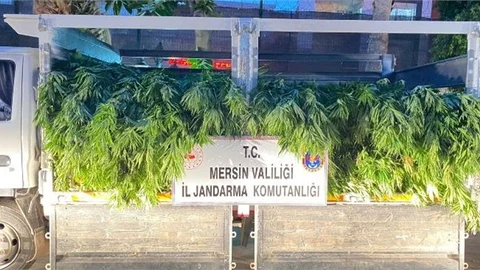 T.C.
MERSİN VALİLİĞİ
İL JANDARMA KOMUTANLIĞI